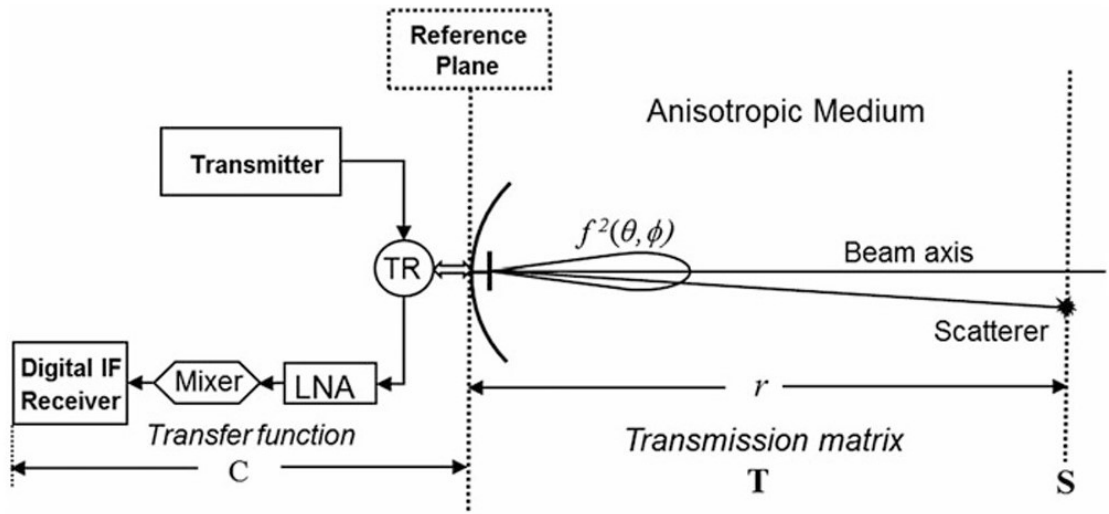 Reference
Plane
Anisotropic Medium
Transmitter
f²(θ,ϕ)
TR
Beam axis
Scatterer
Digital IF
Receiver
Mixer
LNA
r
Transfer function
Transmission matrix
C
T
S